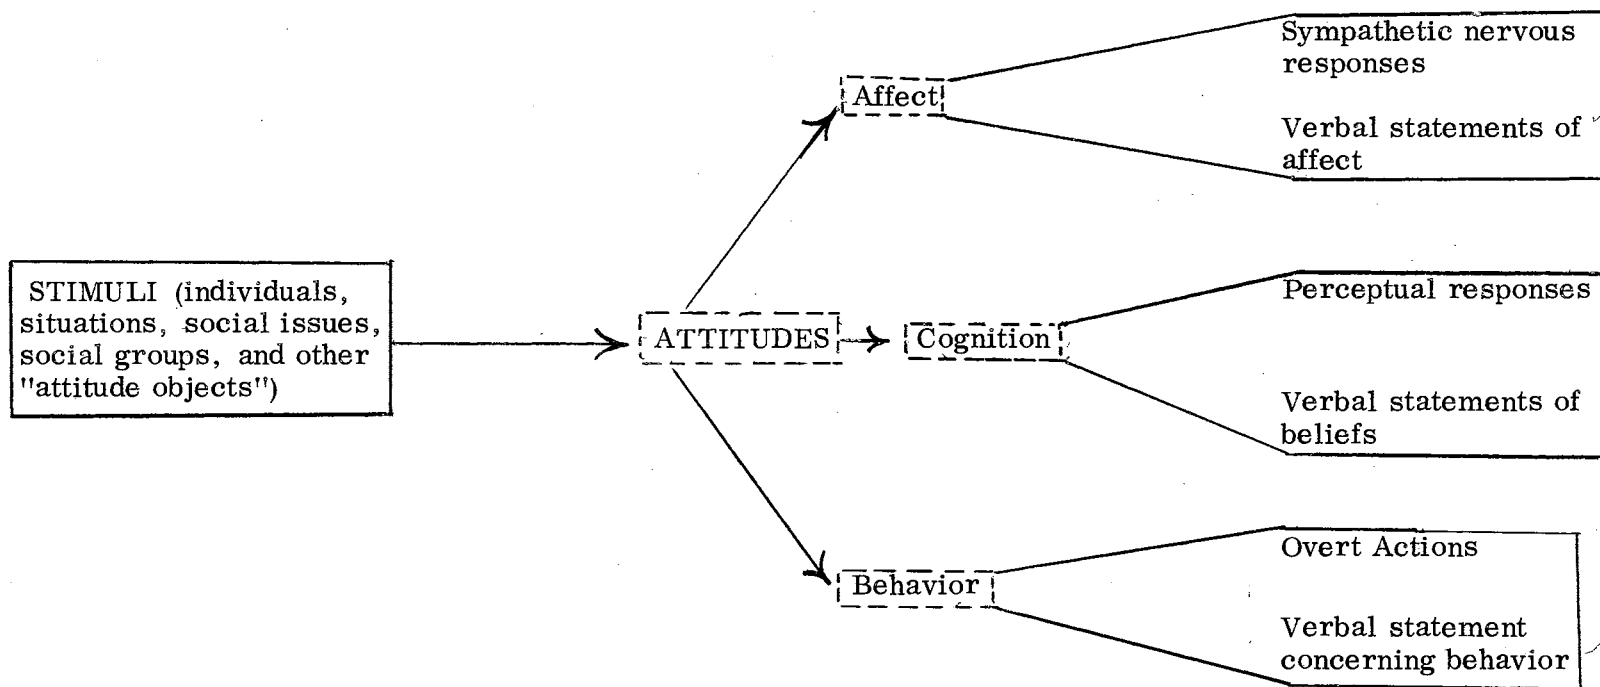 STIMULI (individuals,
situations, social issues,
social groups, and other
"attitude objects")
ATTITUDES
Affect
Sympathetic nervous
responses
Verbal statements of
affect
Cognition
Perceptual responses
Verbal statements of
beliefs
Behavior
Overt Actions
Verbal statement
concerning behavior